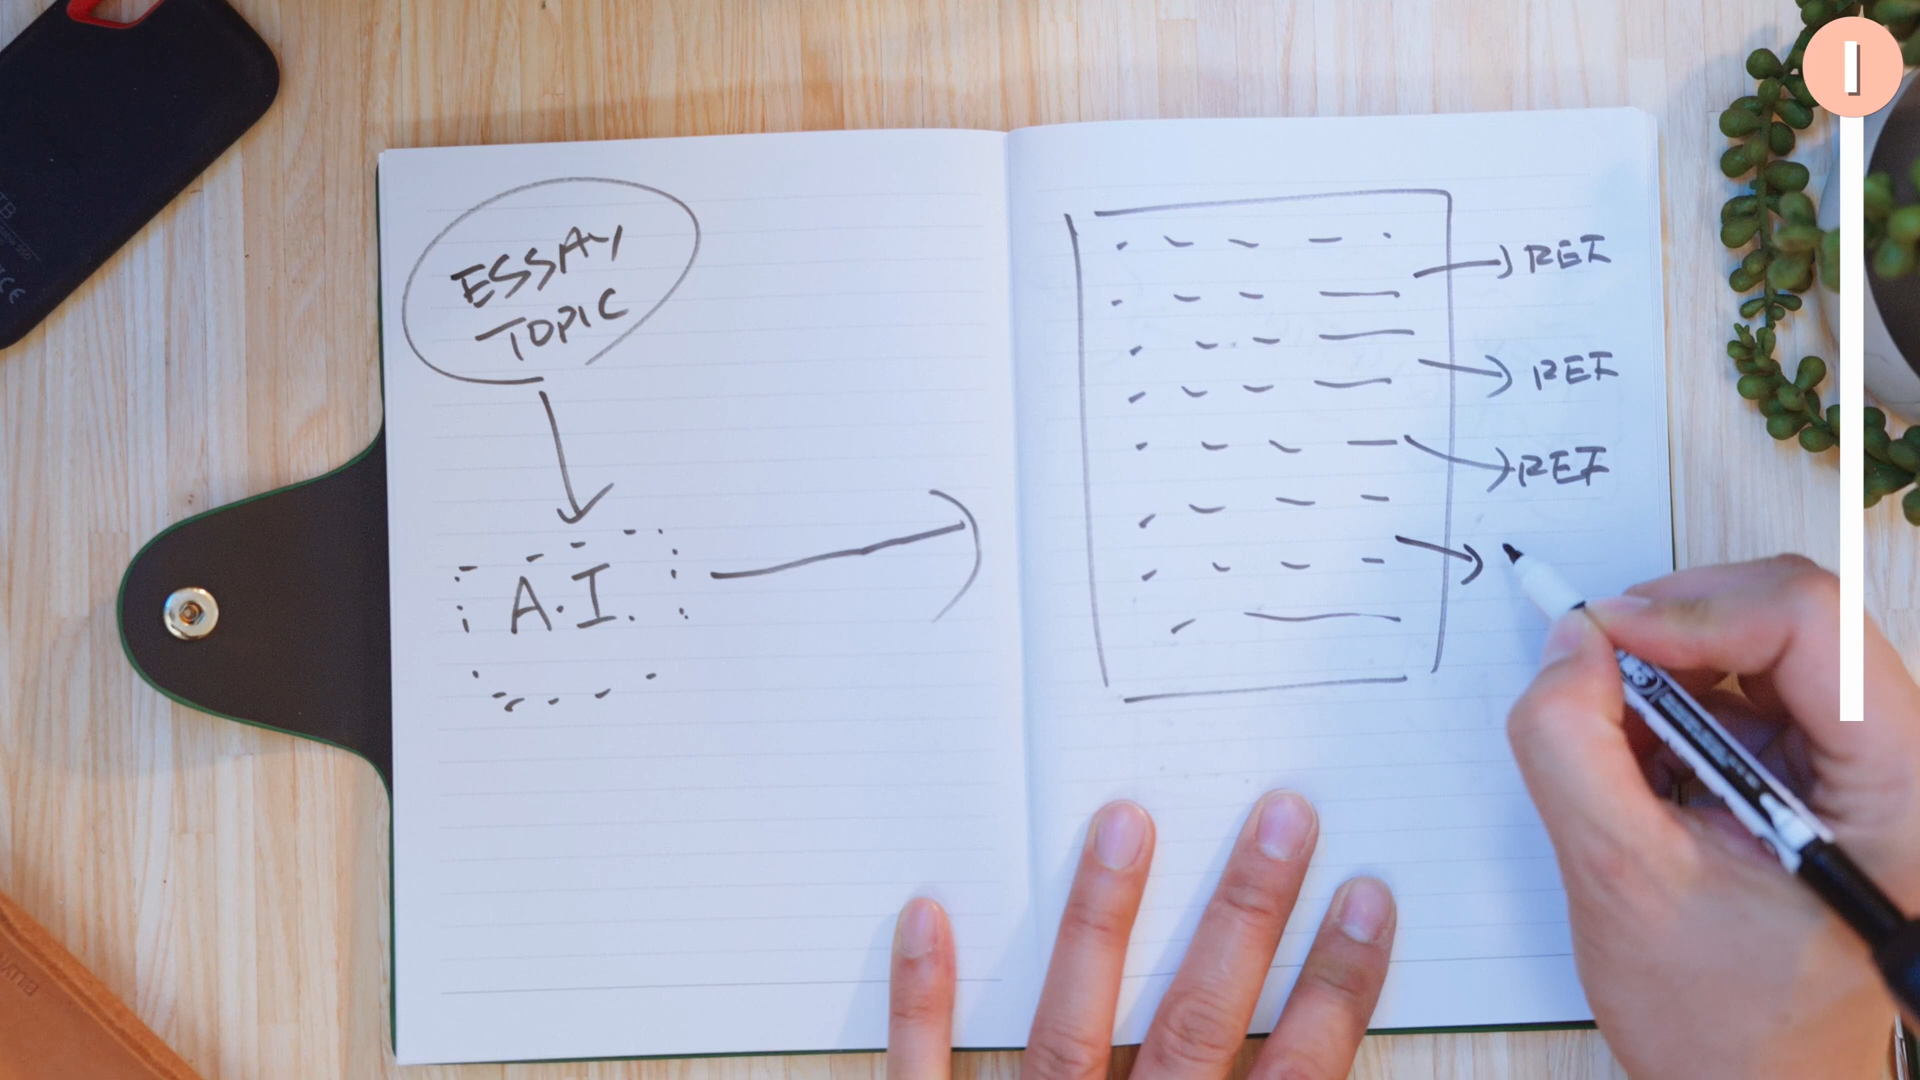 ESSAY
TOPIC
A.I.
REF
REF
REF
I